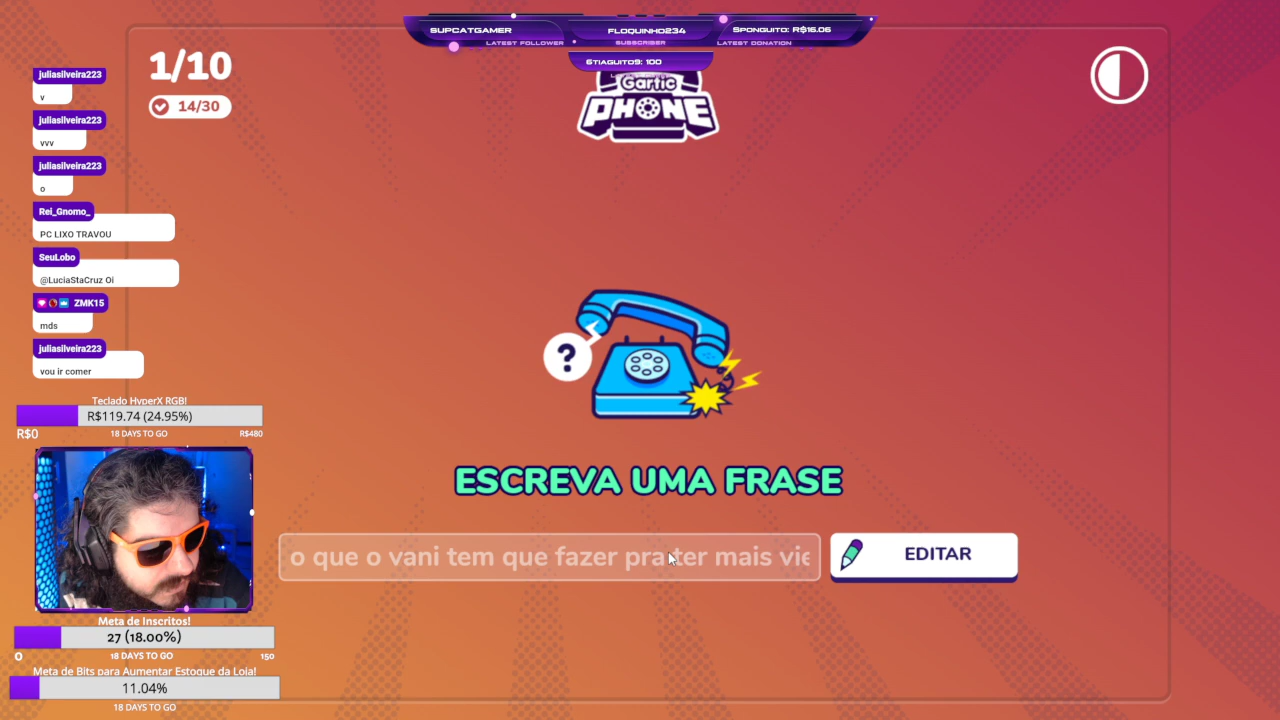 SUPCATGAMER
LATEST FOLLOWER
FLOQUINHO234
SUBSCRIBER
SPONGUITO: R$16.06
LATEST DONATION
6TIAGUITO9: 100
1/10
14/30
Gartic
PHONE
juliasilveira223
v
juliasilveira223
vvv
juliasilveira223
o
Rei_Gnomo_
PC LIXO TRAVOU
SeuLobo
@LuciaStaCruz Oi
ZMK15
mds
juliasilveira223
vou ir comer
Teclado HyperX RGB!
R$119.74 (24.95%)
R$0
18 DAYS TO GO
R$480
?
ESCREVA UMA FRASE
o que o vani tem que fazer pra ter mais vie
EDITAR
Meta de Inscritos!
27 (18.00%)
0
18 DAYS TO GO
150
Meta de Bits para Aumentar Estoque da Loja!
11.04%
18 DAYS TO GO